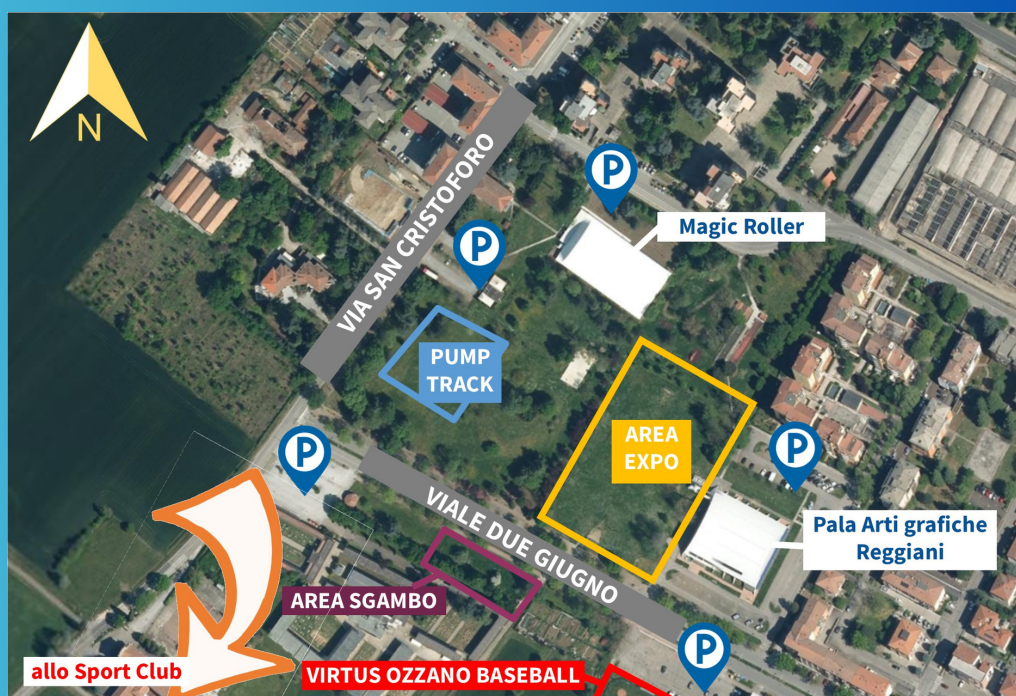 N
VIA SAN CRISTOFORO
P
Magic Roller
P
PUMP
TRACK
AREA
EXPO
P
P
VIALE DUE GIUGNO
Pala Arti grafiche
Reggiani
AREA SGAMBO
P
allo Sport Club
VIRTUS OZZANO BASEBALL